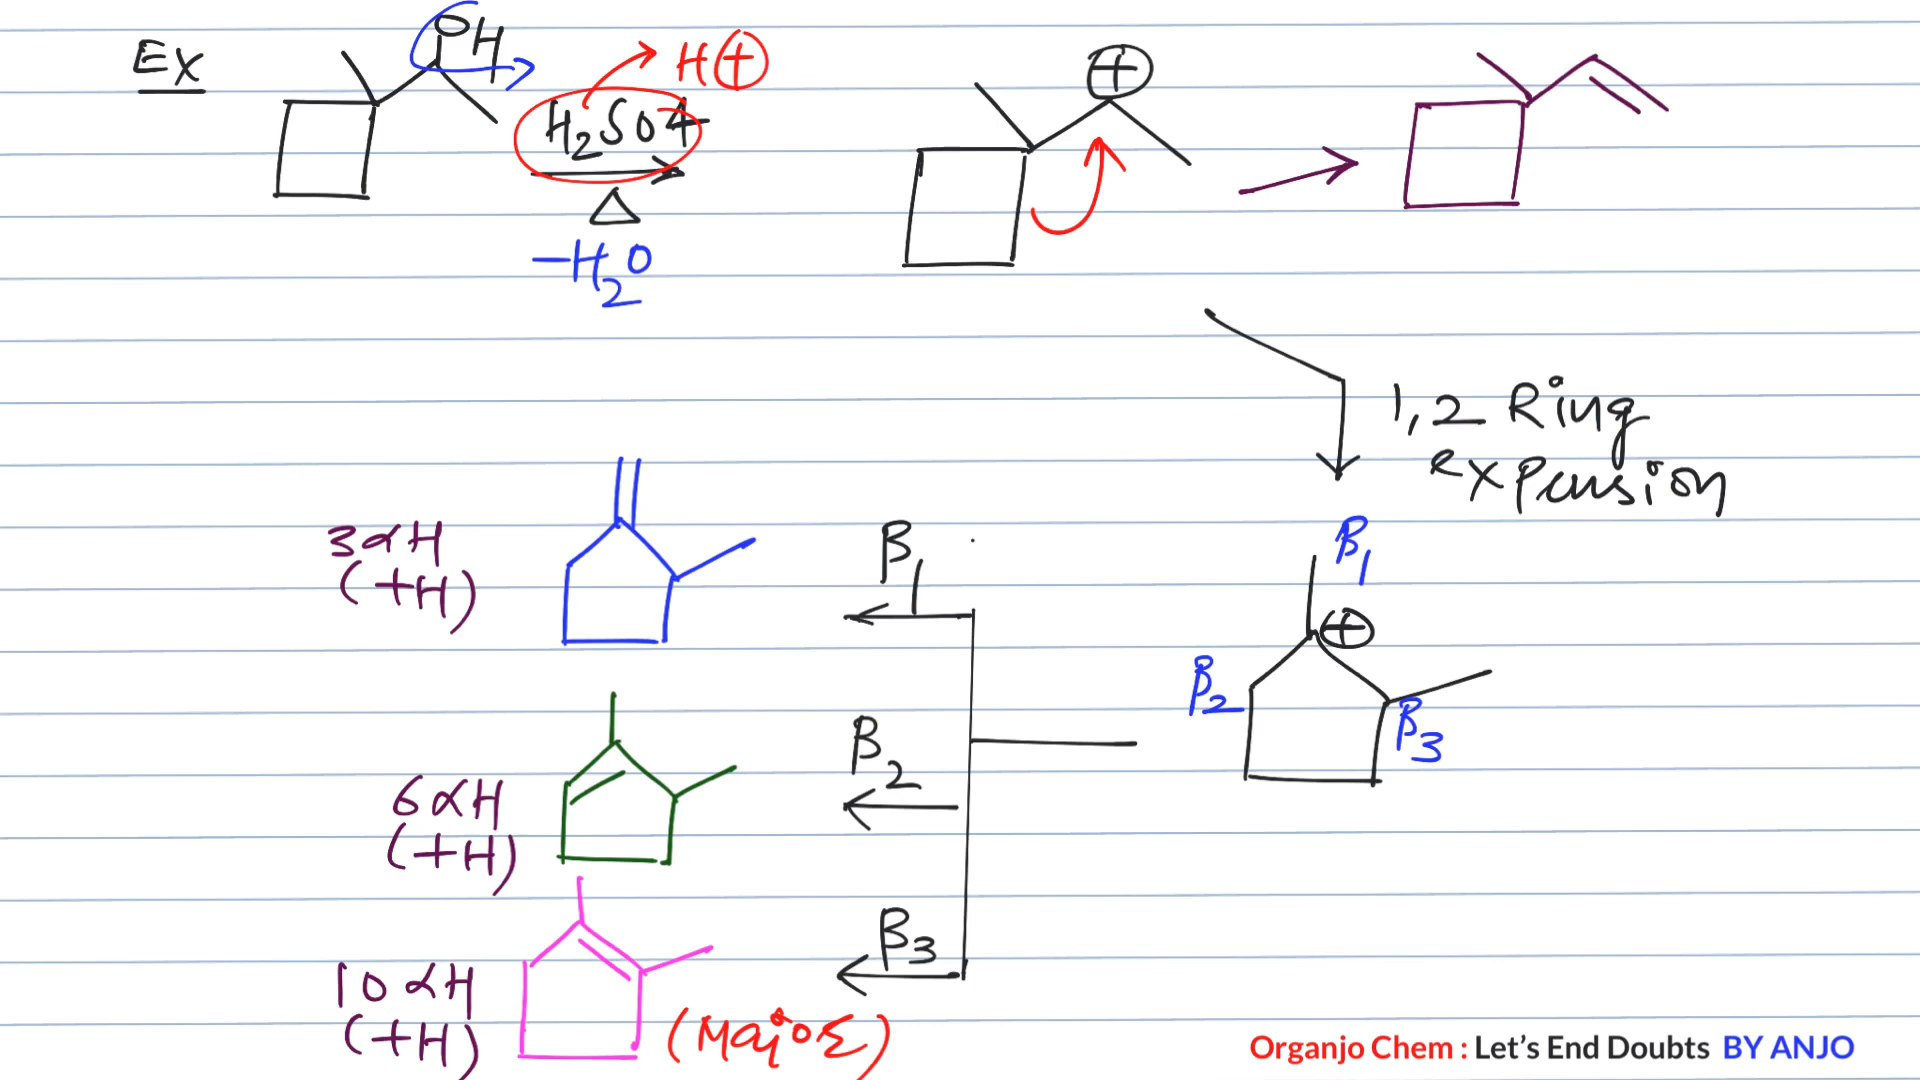 Ex
OH
H⊕
H2SO4
Δ
-H2O
⊕
1,2 Ring
expension
β1
⊕
β2
β3
β1
3αH
(+H)
β2
6αH
(+H)
β3
10αH
(+H)
(Major)
Organjo Chem : Let's End Doubts BY ANJO